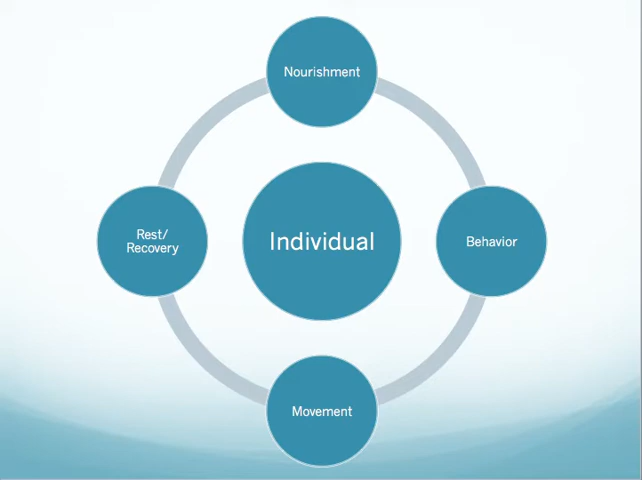 Nourishment
Rest/
Recovery
Individual
Behavior
Movement